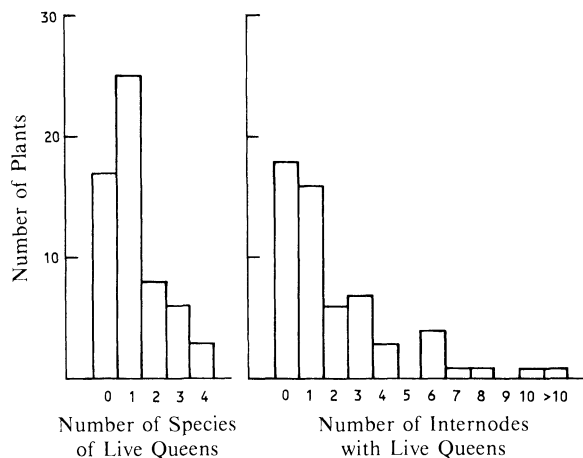 30
20
10
Number of Plants
0 1 2 3 4
Number of Species
of Live Queens
0 1 2 3 4 5 6 7 8 9 10 >10
Number of Internodes
with Live Queens